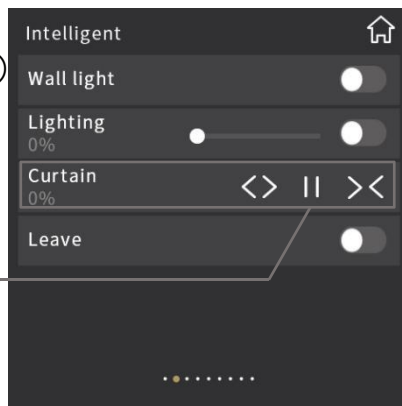 Intelligent
Wall light
Lighting
0%
Curtain
0%
Leave